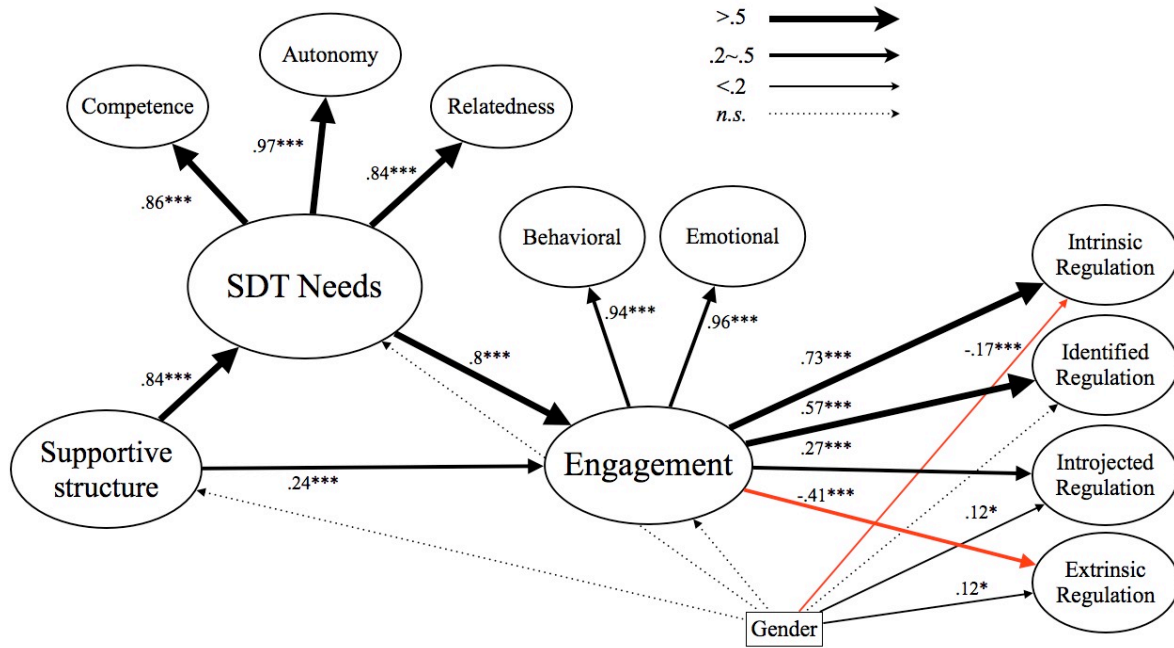 >.5
.2~.5
<.2
n.s.
Autonomy
Competence
Relatedness
.97***
.84***
.86***
SDT Needs
Behavioral
Emotional
Intrinsic
Regulation
.94***
.96***
.8***
.73***
-.17***
Identified
Regulation
.84***
.57***
.27***
Supportive
structure
.24***
Engagement
Introjected
Regulation
-.41***
.12*
Extrinsic
Regulation
.12*
Gender